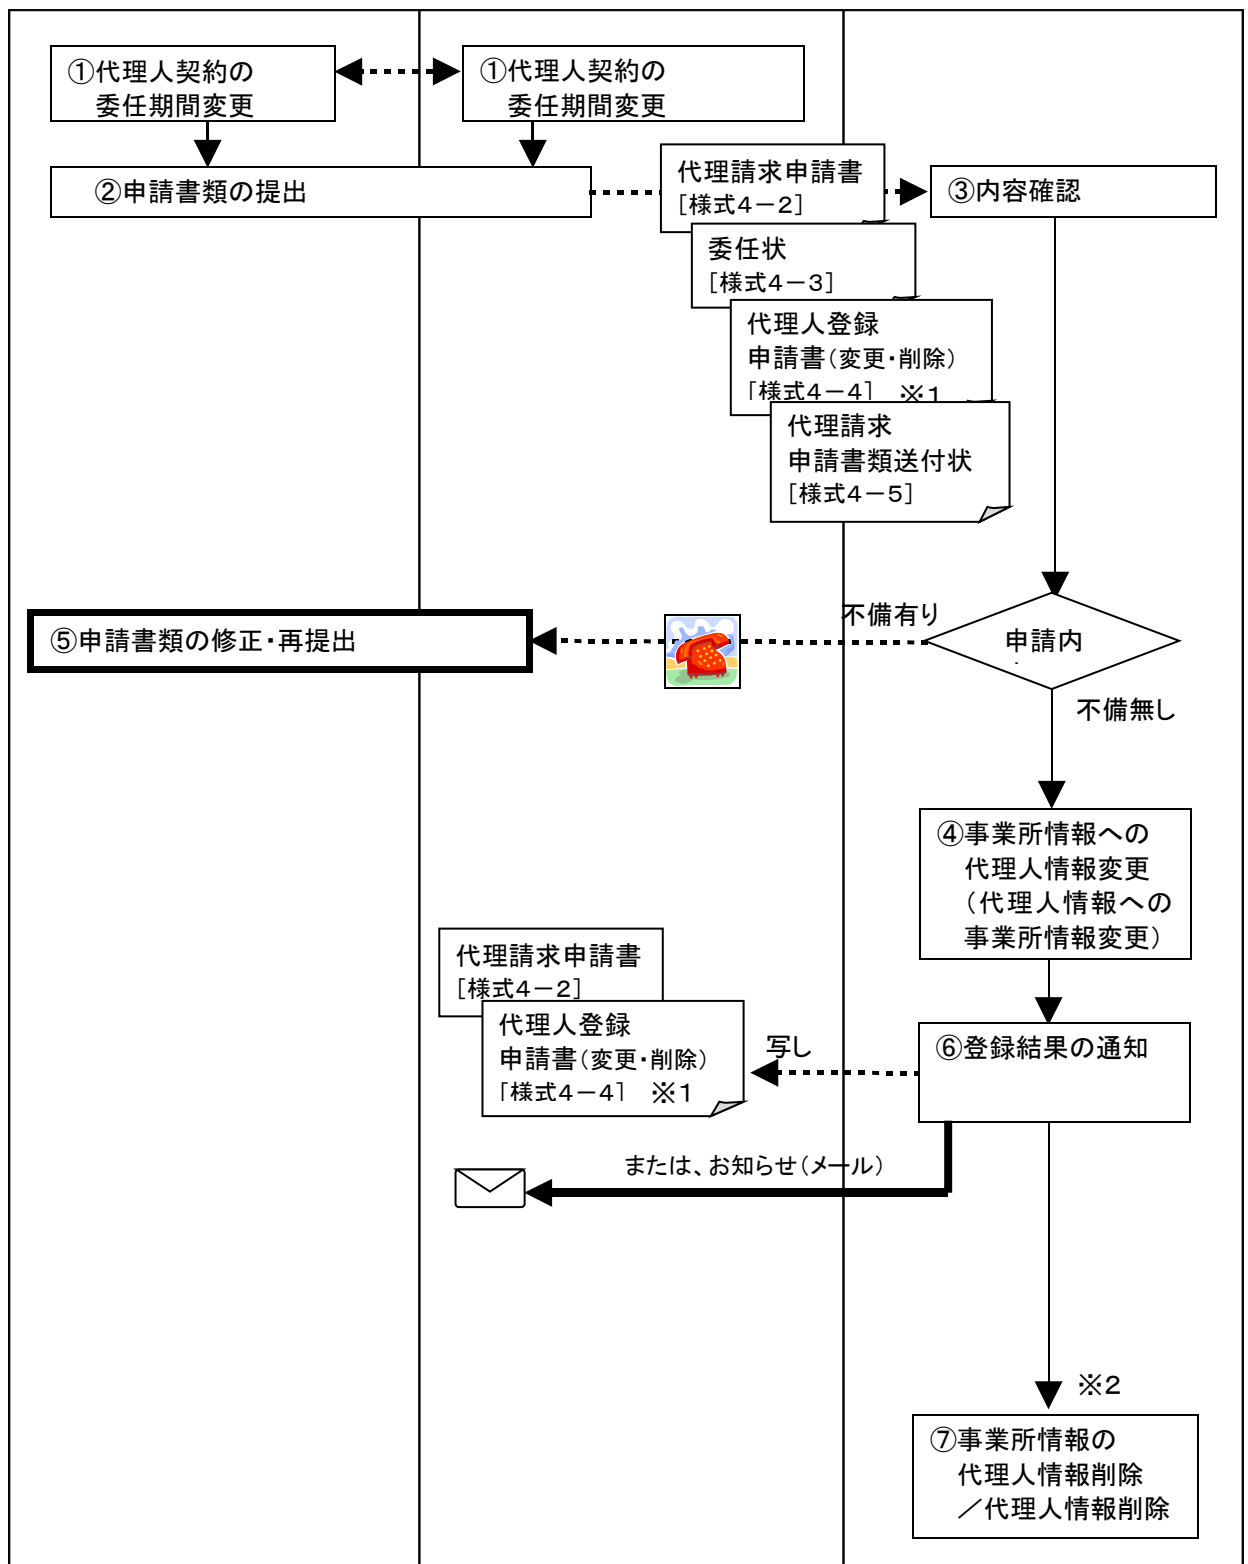 ①代理人契約の
委任期間変更
①代理人契約の
委任期間変更
②申請書類の提出
代理請求申請書
[様式4－2]
③内容確認
委任状
[様式4－3]
代理人登録
申請書(変更・削除)
[様式4－4] ※1
代理請求
申請書類送付状
[様式4－5]
不備有り
⑤申請書類の修正・再提出
申請内
不備無し
④事業所情報への
代理人情報変更
(代理人情報への
事業所情報変更)
代理請求申請書
[様式4－2]
代理人登録
申請書(変更・削除)
[様式4－4] ※1
写し
⑥登録結果の通知
または、お知らせ(メール)
※2
⑦事業所情報の
代理人情報削除
／代理人情報削除